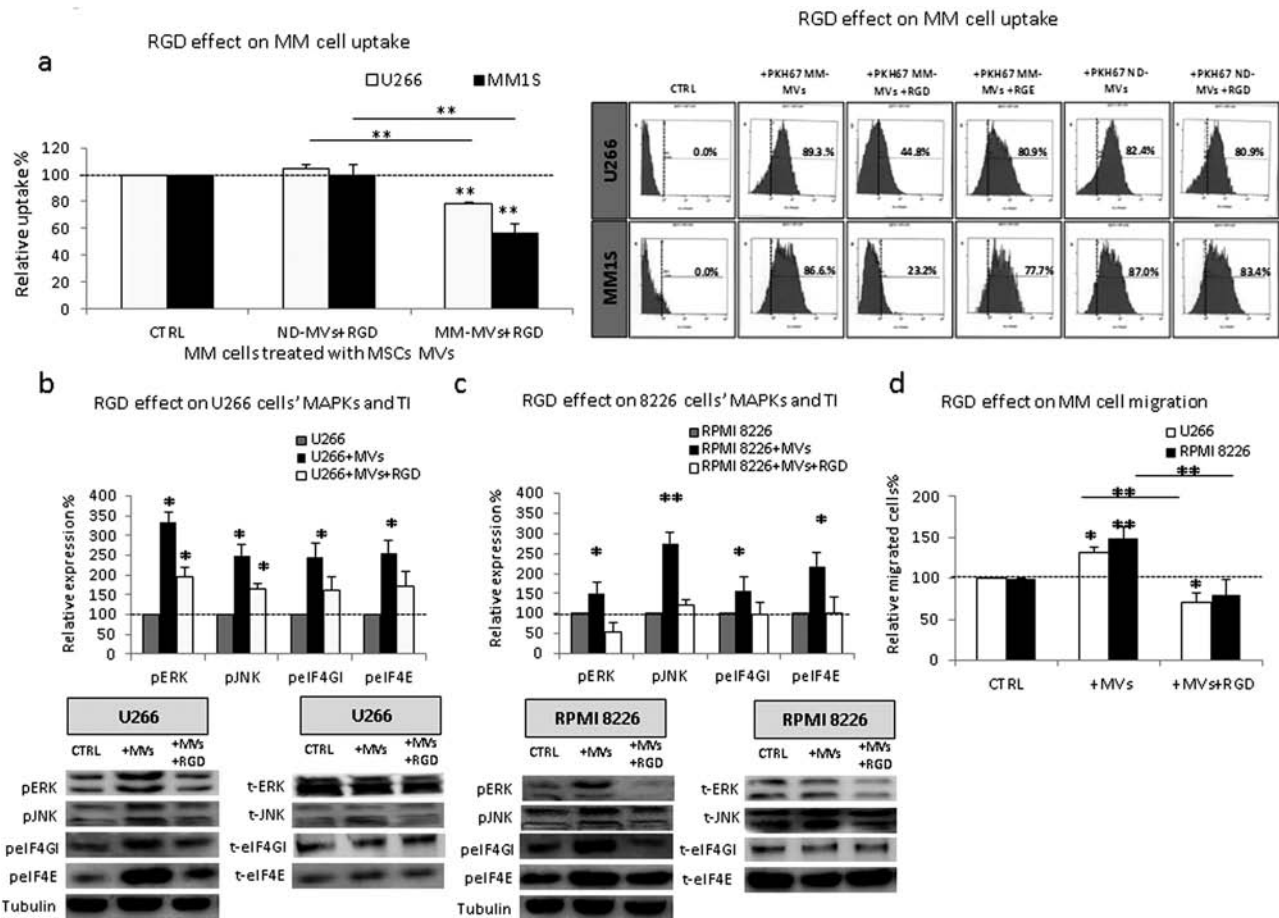 RGD effect on MM cell uptake
a
U266 MM1S
** **
** **
Relative uptake %
120
100
80
60
40
20
0
CTRL ND-MVs+RGD MM-MVs+RGD
MM cells treated with MSCs MVs
RGD effect on MM cell uptake
CTRL
+PKH67 MM-MVs
+PKH67 MM-MVs +RGD
+PKH67 MM-MVs +RGE
+PKH67 ND-MVs
+PKH67 ND-MVs +RGD
U266
0.0% 89.3.% 44.8% 80.9% 82.4% 80.9%
MM1S
0.0% 86.6% 23.2% 77.7% 87.0% 83.4%
b
RGD effect on U266 cells' MAPKs and TI
U266
U266+MVs
U266+MVs+RGD
Relative expression %
400
350
300
250
200
150
100
50
0
* * * * * *
pERK pJNK peIF4GI peIF4E
U266
CTRL +MVs +MVs +RGD
pERK
pJNK
peIF4GI
peIF4E
Tubulin
U266
CTRL +MVs +MVs +RGD
t-ERK
t-JNK
t-eIF4GI
t-eIF4E
c
RGD effect on 8226 cells' MAPKs and TI
RPMI 8226
RPMI 8226+MVs
RPMI 8226+MVs+RGD
Relative expression %
400
350
300
250
200
150
100
50
0
* ** * *
pERK pJNK peIF4GI peIF4E
RPMI 8226
CTRL +MVs +MVs +RGD
pERK
pJNK
peIF4GI
peIF4E
Tubulin
RPMI 8226
CTRL +MVs +MVs +RGD
t-ERK
t-JNK
t-eIF4GI
t-eIF4E
d
RGD effect on MM cell migration
U266
RPMI 8226
** **
* ** *
Relative migrated cells%
200
150
100
50
0
CTRL +MVs +MVs+RGD